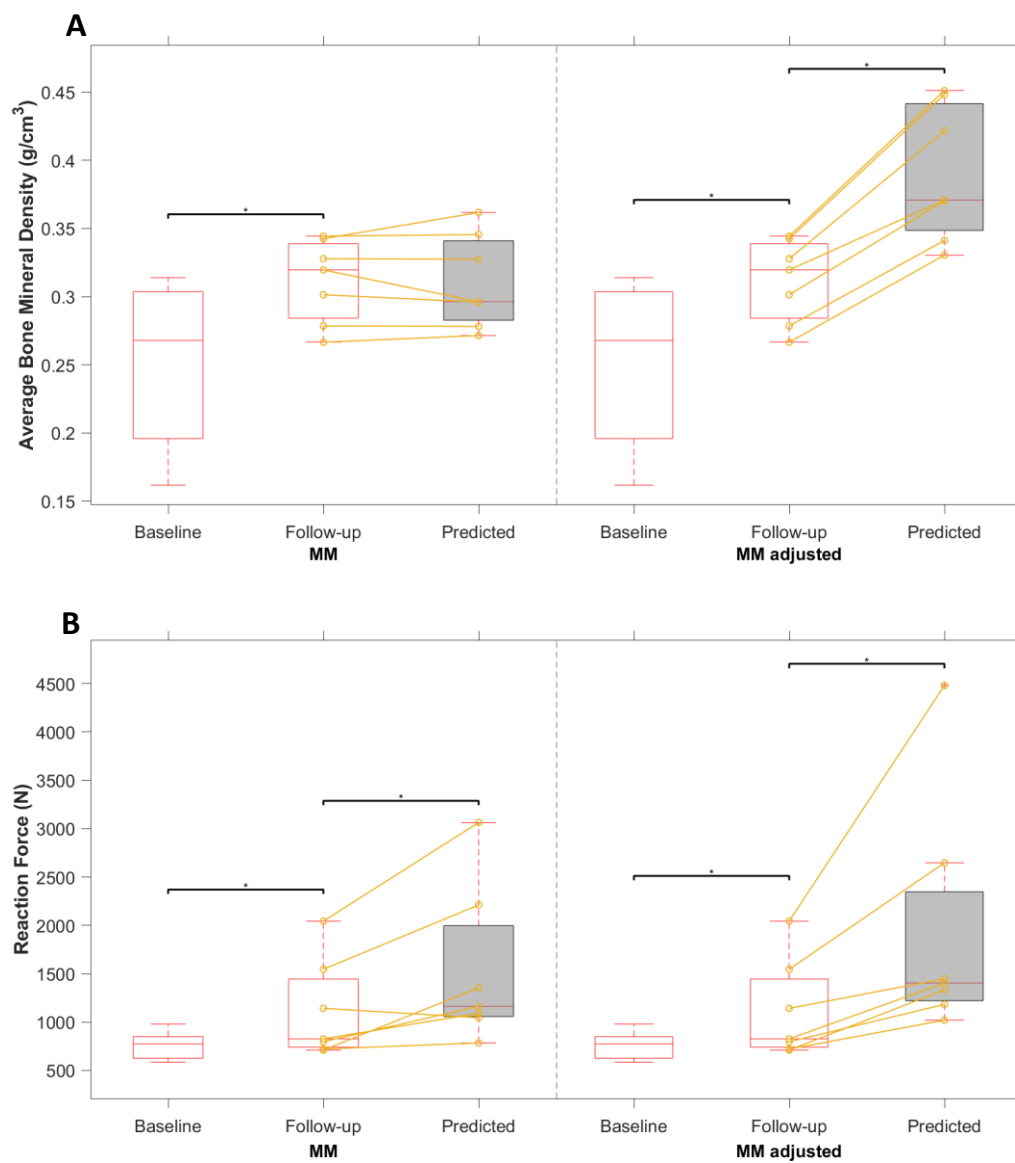 A
Average Bone Mineral Density (g/cm³)
0.45
0.4
0.35
0.3
0.25
0.2
0.15
*
*
*
Baseline Follow-up Predicted Baseline Follow-up Predicted
MM MM adjusted
B
Reaction Force (N)
4500
4000
3500
3000
2500
2000
1500
1000
500
*
*
*
*
Baseline Follow-up Predicted Baseline Follow-up Predicted
MM MM adjusted